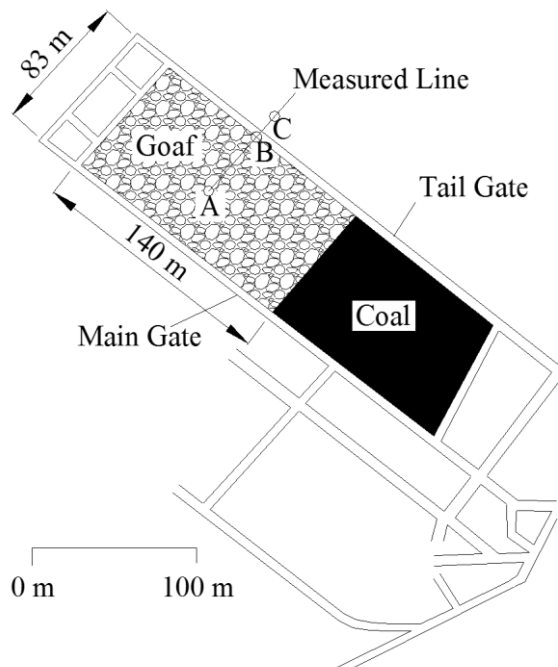 83 m
Measured Line
C
Goaf
B
Tail Gate
A
140 m
Coal
Main Gate
0 m
100 m